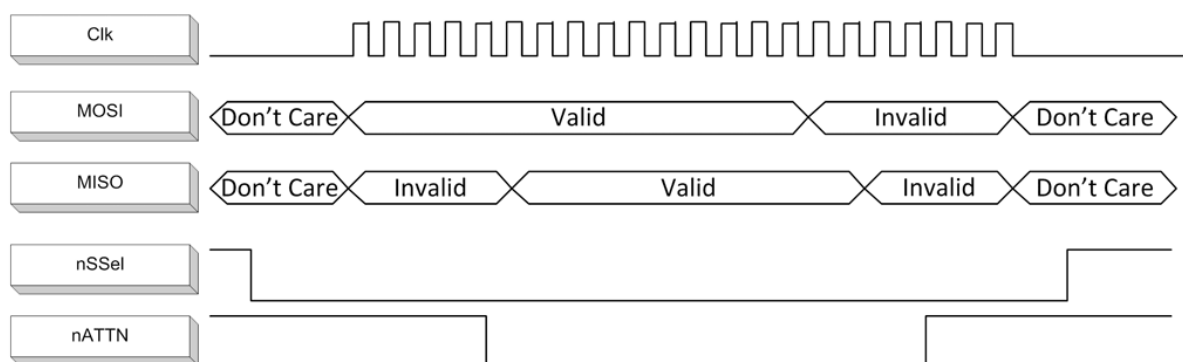 Clk
MOSI
Don't Care Valid Invalid Don't Care
MISO
Don't Care Invalid Valid Invalid Don't Care
nSSel
nATTN